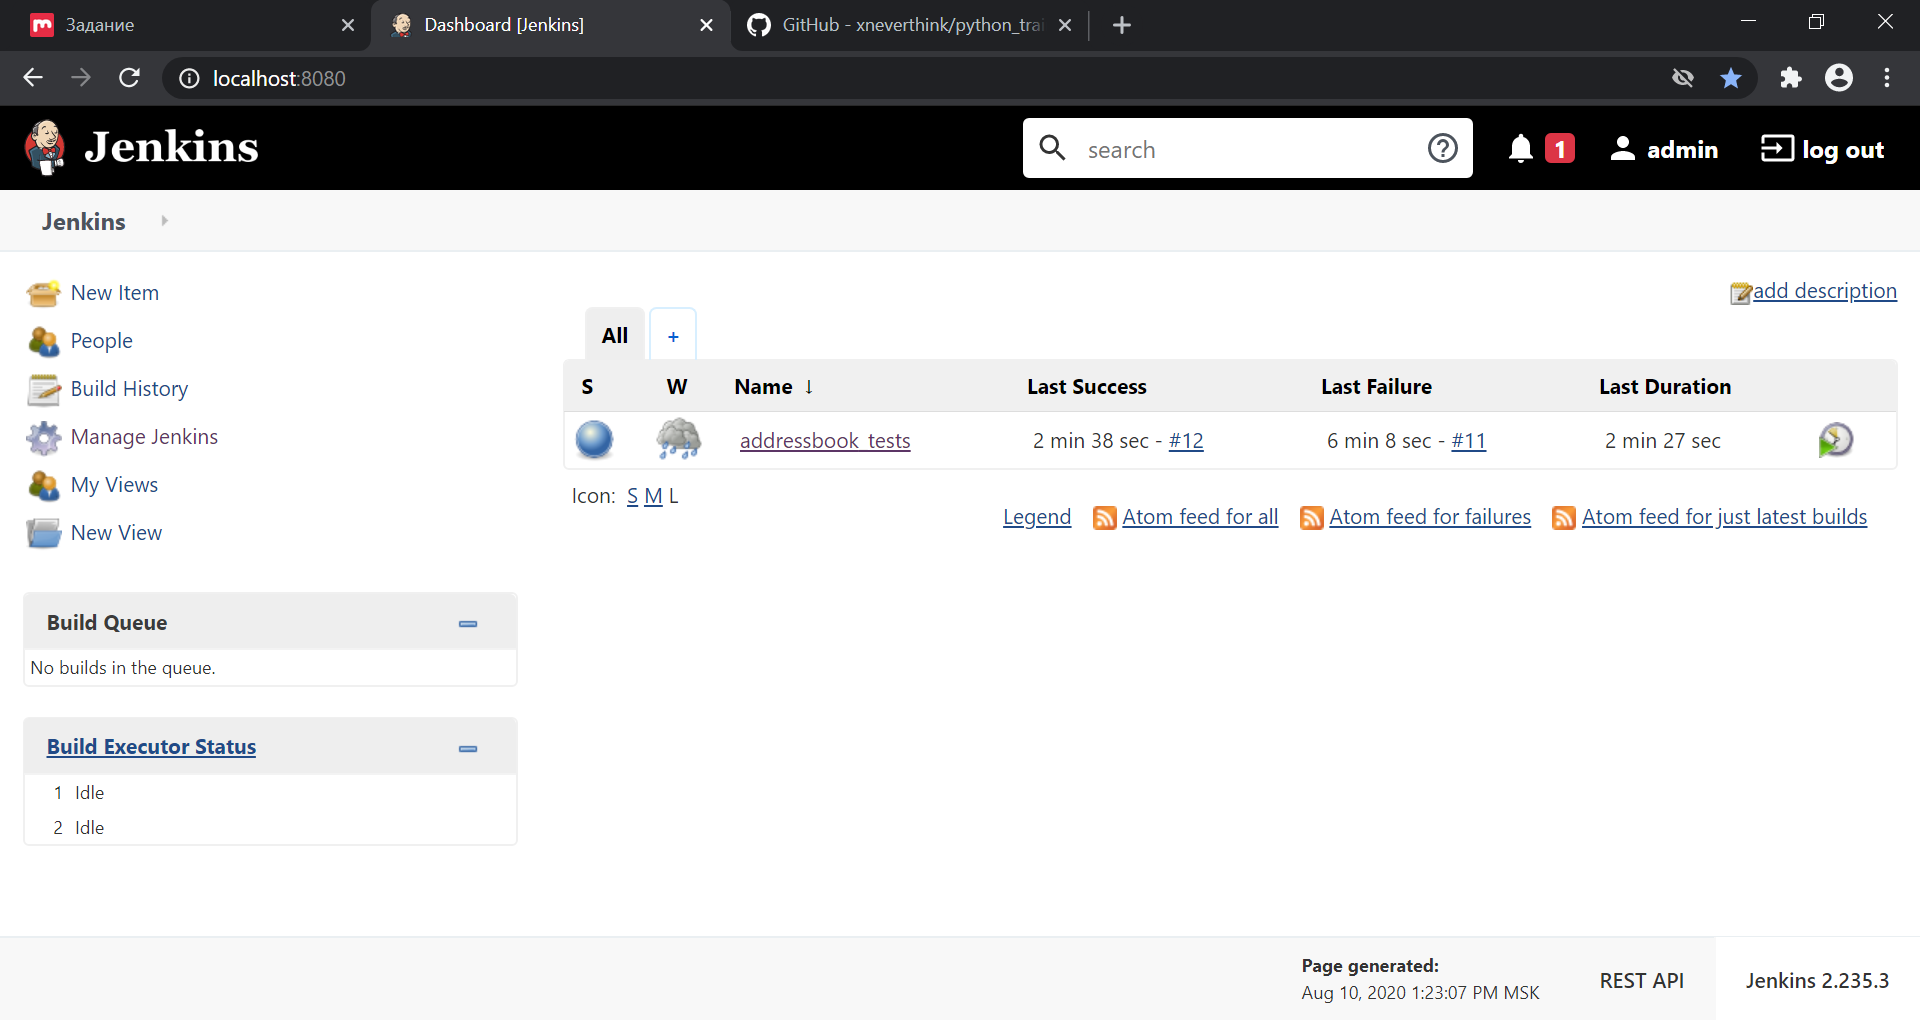 Задание
Dashboard [Jenkins]
GitHub - xneverthink/python_trai
localhost:8080
Jenkins
search
1
admin
log out
Jenkins
New Item
People
Build History
Manage Jenkins
My Views
New View
add description
All
+
S W Name ↓ Last Success Last Failure Last Duration
addressbook_tests 2 min 38 sec - #12 6 min 8 sec - #11 2 min 27 sec
Icon: S M L
Legend Atom feed for all Atom feed for failures Atom feed for just latest builds
Build Queue
No builds in the queue.
Build Executor Status
1 Idle
2 Idle
Page generated:
Aug 10, 2020 1:23:07 PM MSK
REST API
Jenkins 2.235.3